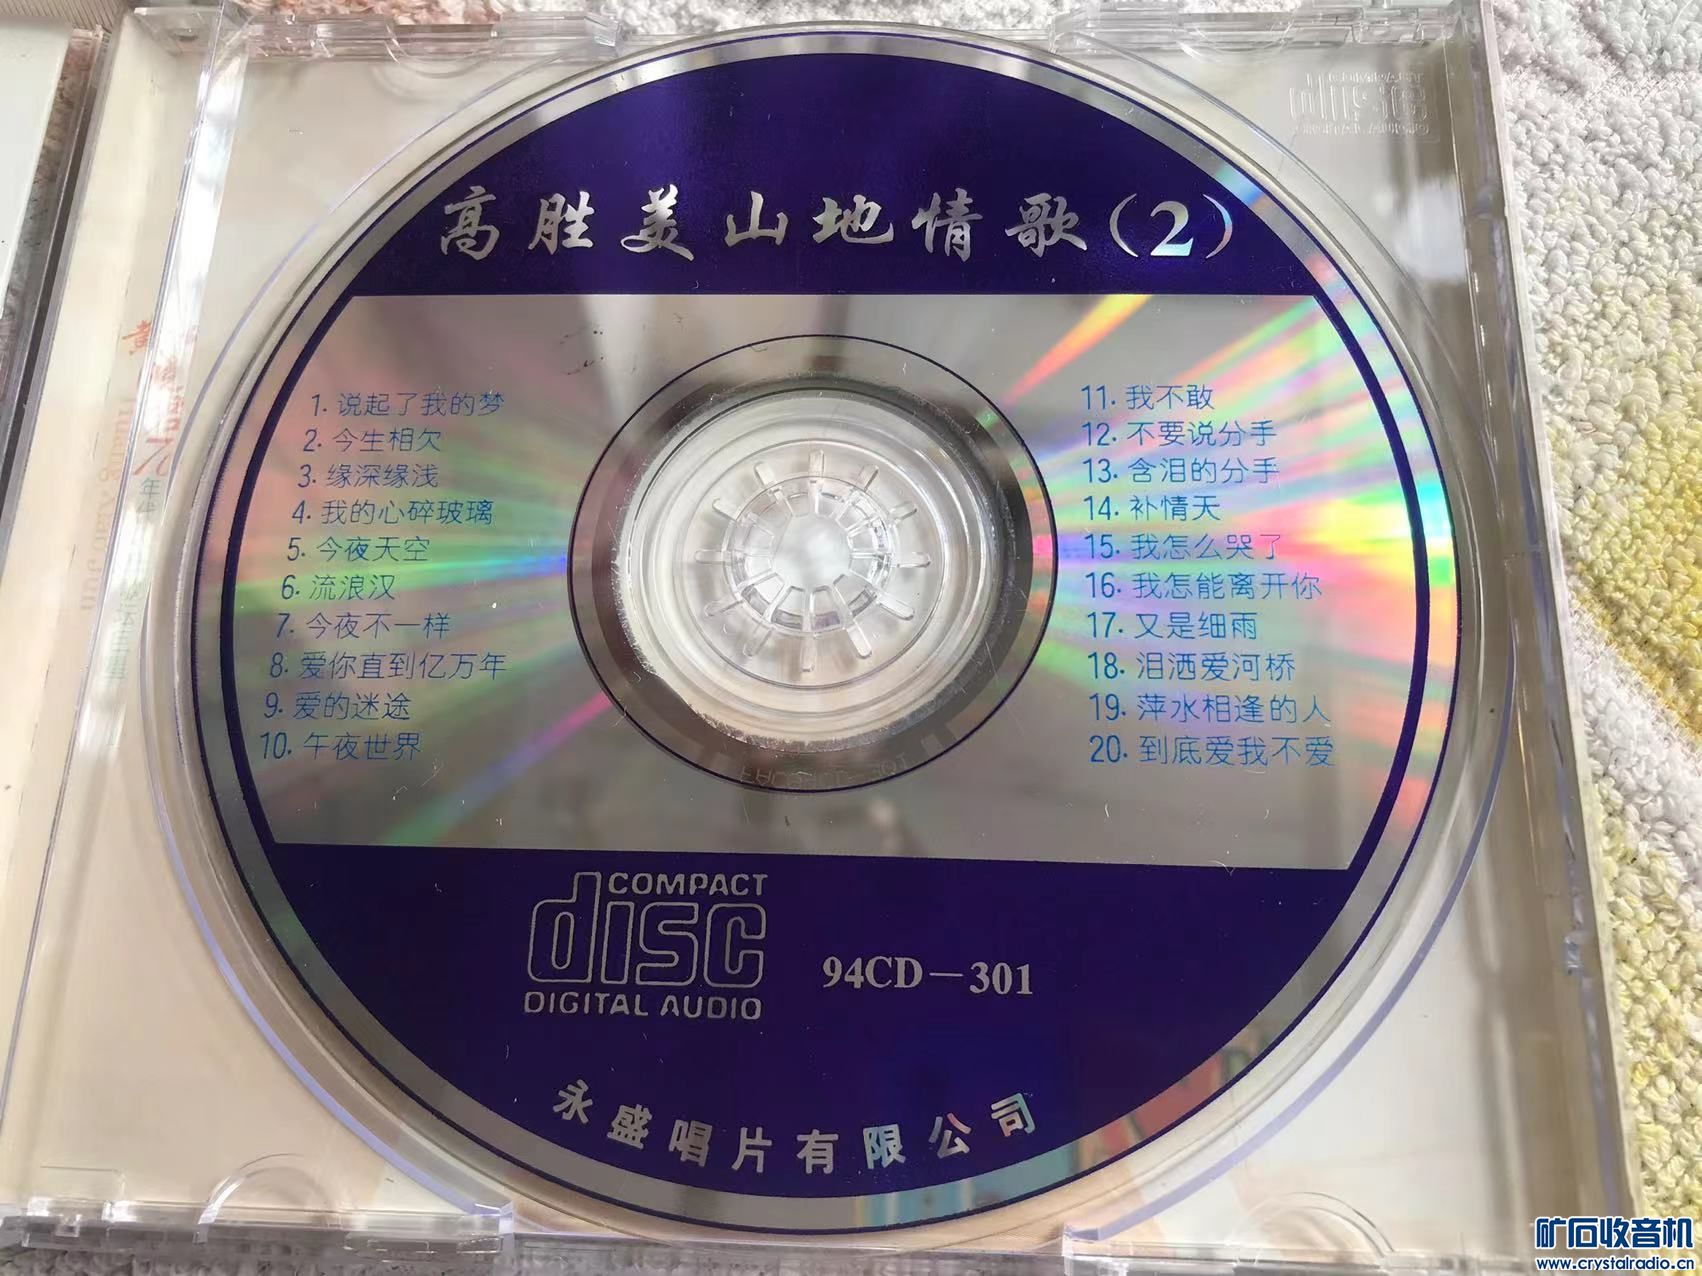 高胜美山地情歌(2)
1. 说起了我的梦
2. 今生相欠
3. 缘深缘浅
4. 我的心碎玻璃
5. 今夜天空
6. 流浪汉
7. 今夜不一样
8. 爱你直到亿万年
9. 爱的迷途
10. 午夜世界
11. 我不敢
12. 不要说分手
13. 含泪的分手
14. 补情天
15. 我怎么哭了
16. 我怎能离开你
17. 又是细雨
18. 泪洒爱河桥
19. 萍水相逢的人
20. 到底爱我不爱
COMPACT
disc
DIGITAL AUDIO
94CD-301
永盛唱片有限公司
COMPACT
disc
DIGITAL AUDIO
矿石收音机
www.crystalradio.cn